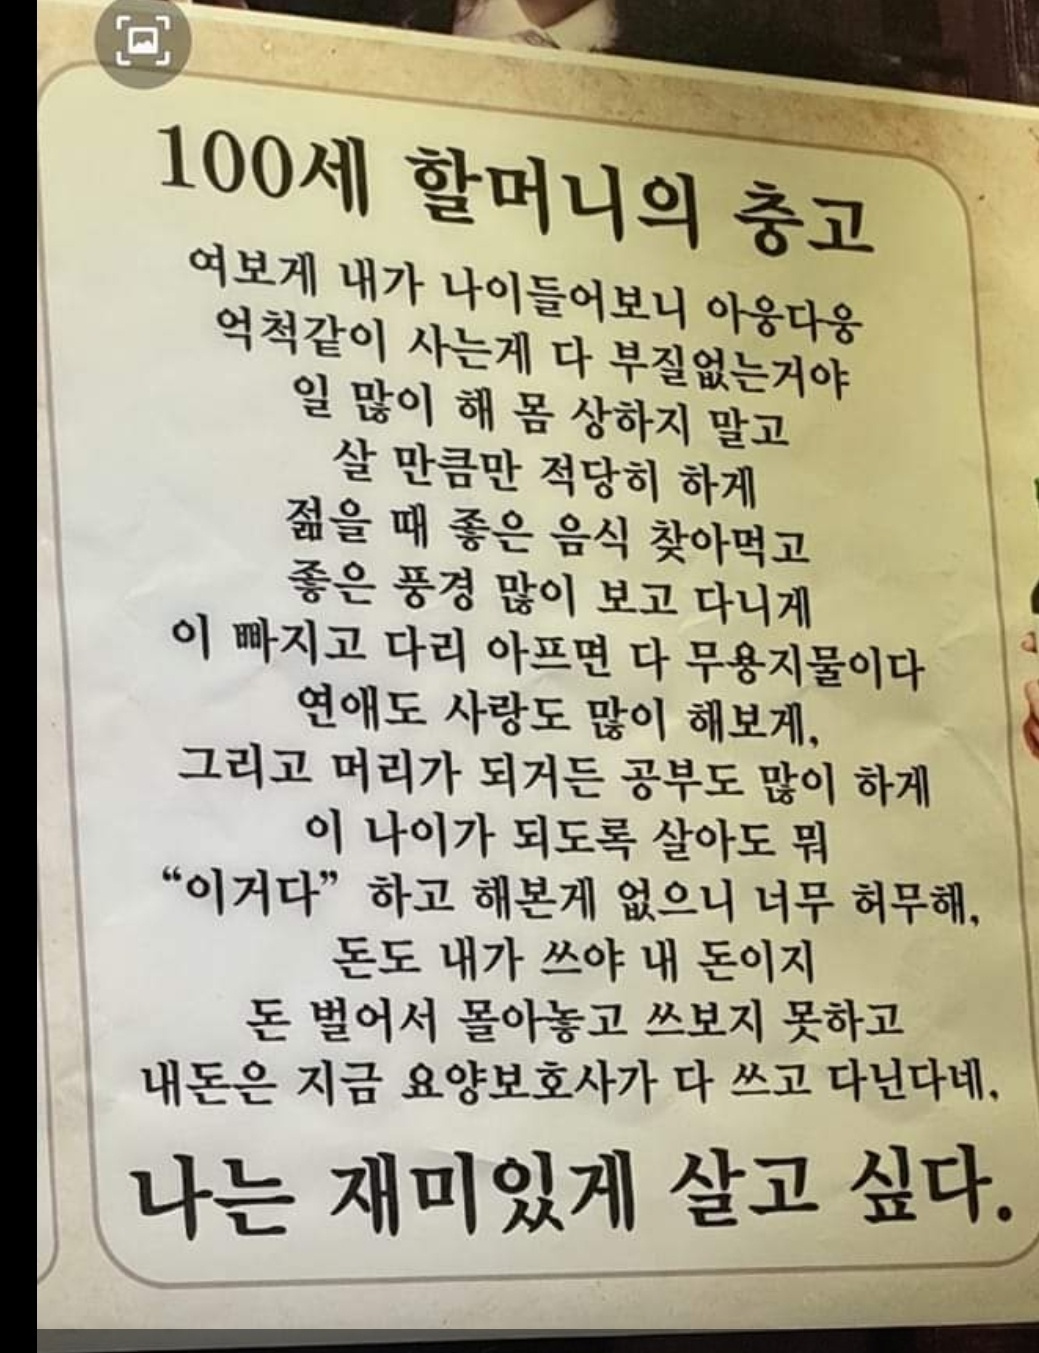 100세 할머니의 충고
여보게 내가 나이들어보니 아웅다웅
억척같이 사는게 다 부질없는거야
일 많이 해 몸 상하지 말고
살 만큼만 적당히 하게
젊을 때 좋은 음식 찾아먹고
좋은 풍경 많이 보고 다니게
이 빠지고 다리 아프면 다 무용지물이다
연애도 사랑도 많이 해보게,
그리고 머리가 되거든 공부도 많이 하게
이 나이가 되도록 살아도 뭐
“이거다” 하고 해본게 없으니 너무 허무해,
돈도 내가 쓰야 내 돈이지
돈 벌어서 몰아놓고 쓰보지 못하고
내돈은 지금 요양보호사가 다 쓰고 다닌다네.
나는 재미있게 살고 싶다.